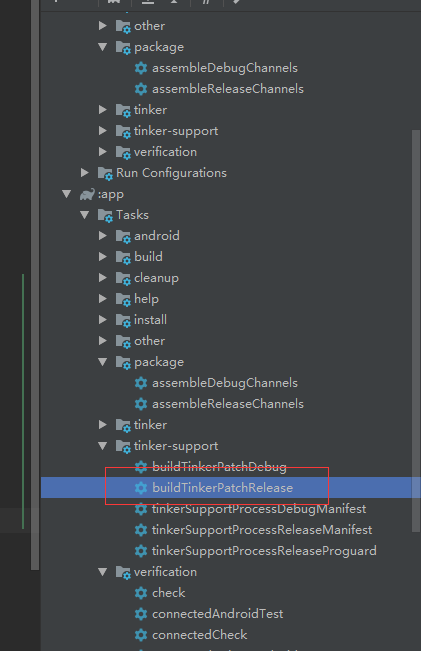 other
package
assembleDebugChannels
assembleReleaseChannels
tinker
tinker-support
verification
Run Configurations
:app
Tasks
android
build
cleanup
help
install
other
package
assembleDebugChannels
assembleReleaseChannels
tinker
tinker-support
buildTinkerPatchDebug
buildTinkerPatchRelease
tinkerSupportProcessDebugManifest
tinkerSupportProcessReleaseManifest
tinkerSupportProcessReleaseProguard
verification
check
connectedAndroidTest
connectedCheck